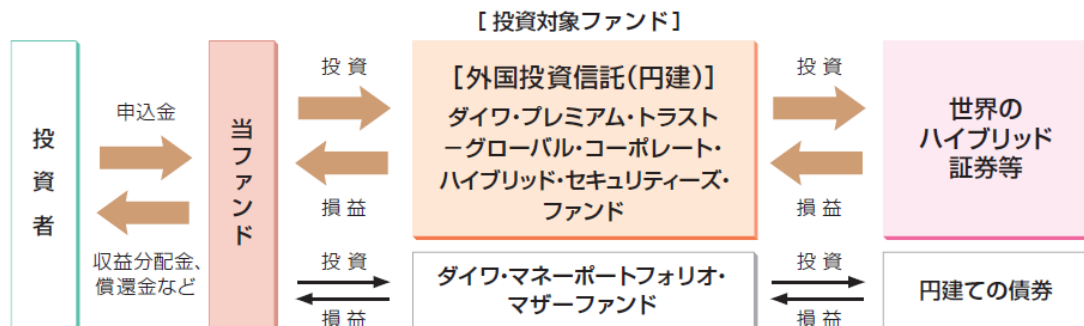 [投資対象ファンド]
投資者
申込金
収益分配金、
償還金など
当ファンド
投資
損益
投資
損益
[外国投資信託(円建)]
ダイワ・プレミアム・トラスト
－グローバル・コーポレート・
ハイブリッド・セキュリティーズ・
ファンド
ダイワ・マネーポートフォリオ・
マザーファンド
投資
損益
投資
損益
世界の
ハイブリッド
証券等
円建ての債券